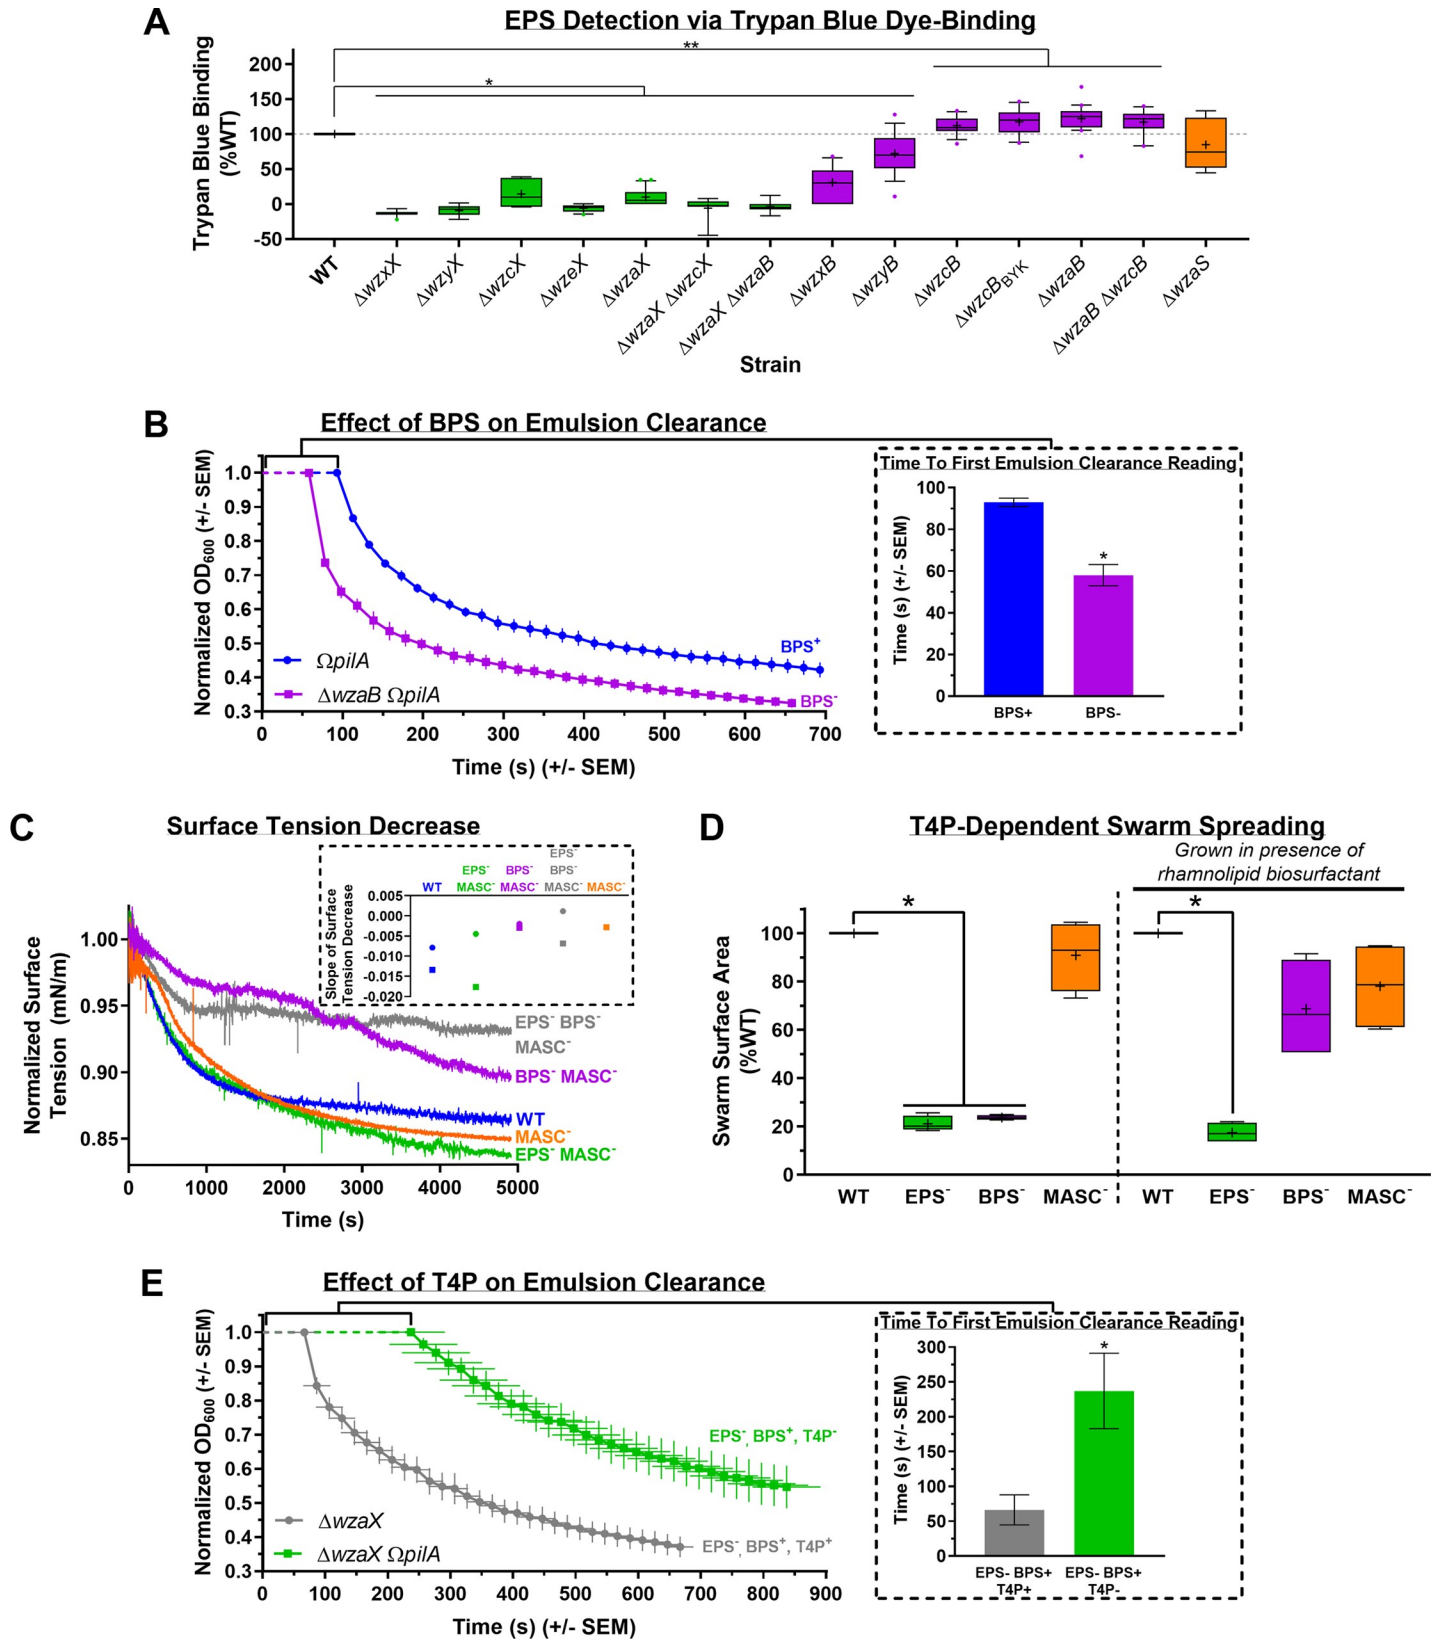 A
EPS Detection via Trypan Blue Dye-Binding
Trypan Blue Binding
(%WT)
200
150
100
50
0
-50
**
*
WT
ΔwzxX
ΔwzyX
ΔwzcX
ΔwzeX
ΔwzaX
ΔwzaX ΔwzcX
ΔwzaX ΔwzaB
ΔwzxB
ΔwzyB
ΔwzcB
ΔwzcB_BYK
ΔwzaB
ΔwzaB ΔwzcB
ΔwzaS
Strain
B
Effect of BPS on Emulsion Clearance
Normalized OD600 (+/- SEM)
1.0
0.9
0.8
0.7
0.6
0.5
0.4
0.3
ΩpilA
ΔwzaB ΩpilA
BPS+
BPS-
0 100 200 300 400 500 600 700
Time (s) (+/- SEM)
Time To First Emulsion Clearance Reading
Time (s) (+/- SEM)
100
80
60
40
20
0
*
BPS+ BPS-
C
Surface Tension Decrease
Normalized Surface
Tension (mN/m)
1.00
0.95
0.90
0.85
EPS-
EPS- BPS- BPS-
WT MASC- MASC- MASC- MASC-
Slope of Surface
Tension Decrease
0.005
0.000
-0.005
-0.010
-0.015
-0.020
EPS- BPS-
MASC-
BPS- MASC-
WT
MASC-
EPS- MASC-
0 1000 2000 3000 4000 5000
Time (s)
D
T4P-Dependent Swarm Spreading
Grown in presence of
rhamnolipid biosurfactant
Swarm Surface Area
(%WT)
100
80
60
40
20
0
*
*
WT EPS- BPS- MASC- WT EPS- BPS- MASC-
E
Effect of T4P on Emulsion Clearance
Normalized OD600 (+/- SEM)
1.0
0.9
0.8
0.7
0.6
0.5
0.4
0.3
EPS-, BPS+, T4P-
EPS-, BPS+, T4P+
ΔwzaX
ΔwzaX ΩpilA
0 100 200 300 400 500 600 700 800 900
Time (s) (+/- SEM)
Time To First Emulsion Clearance Reading
Time (s) (+/- SEM)
300
250
200
150
100
50
0
*
EPS- BPS+ EPS- BPS+
T4P+ T4P-